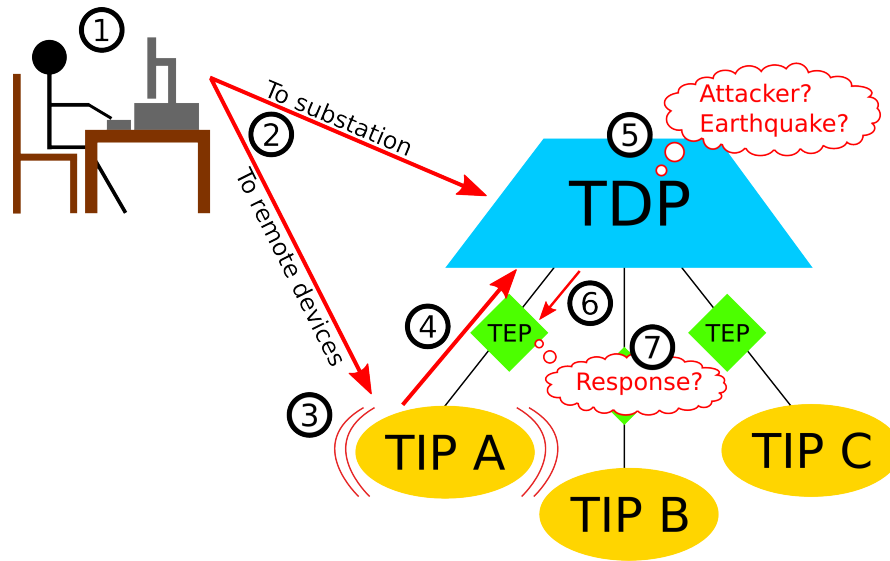 1
To substation
2
To remote devices
3
4
5
Attacker?
Earthquake?
TDP
6
7
TEP
TEP
Response?
TIP A
TIP B
TIP C